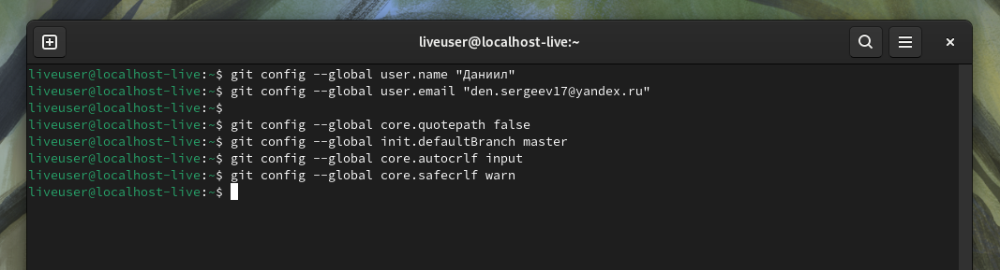 liveuser@localhost-live:~
liveuser@localhost-live:~$ git config --global user.name "Даниил"
liveuser@localhost-live:~$ git config --global user.email "den.sergeev17@yandex.ru"
liveuser@localhost-live:~$
liveuser@localhost-live:~$ git config --global core.quotepath false
liveuser@localhost-live:~$ git config --global init.defaultBranch master
liveuser@localhost-live:~$ git config --global core.autocrlf input
liveuser@localhost-live:~$ git config --global core.safecrlf warn
liveuser@localhost-live:~$